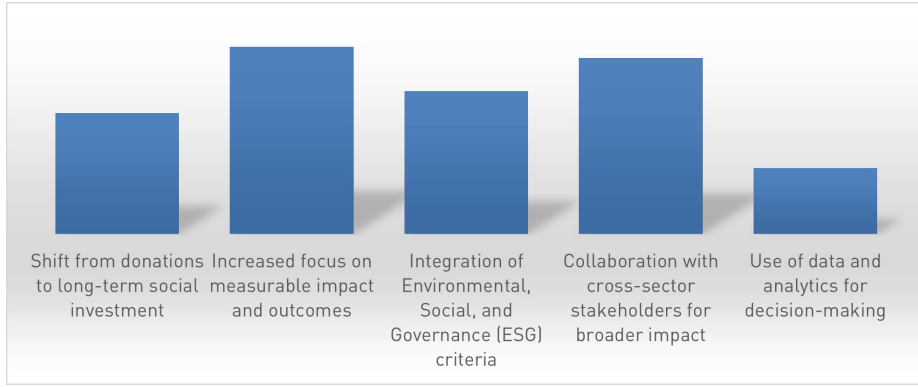 Shift from donations
to long-term social
investment
Increased focus on
measurable impact
and outcomes
Integration of
Environmental,
Social, and
Governance (ESG)
criteria
Collaboration with
cross-sector
stakeholders for
broader impact
Use of data and
analytics for
decision-making